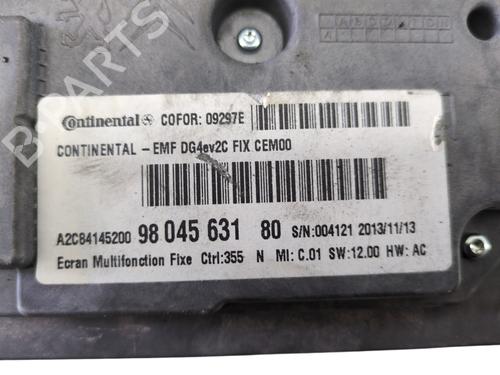 B-PARTS
Continental COFOR: 09297E
CONTINENTAL -EMF DG4ev2C FIX CEM00
A2C84145200 98 045 631 80 S/N:004121 2013/11/13
Ecran Multifonction Fixe Ctrl:355 N MI: C.01 SW:12.00 HW: AC